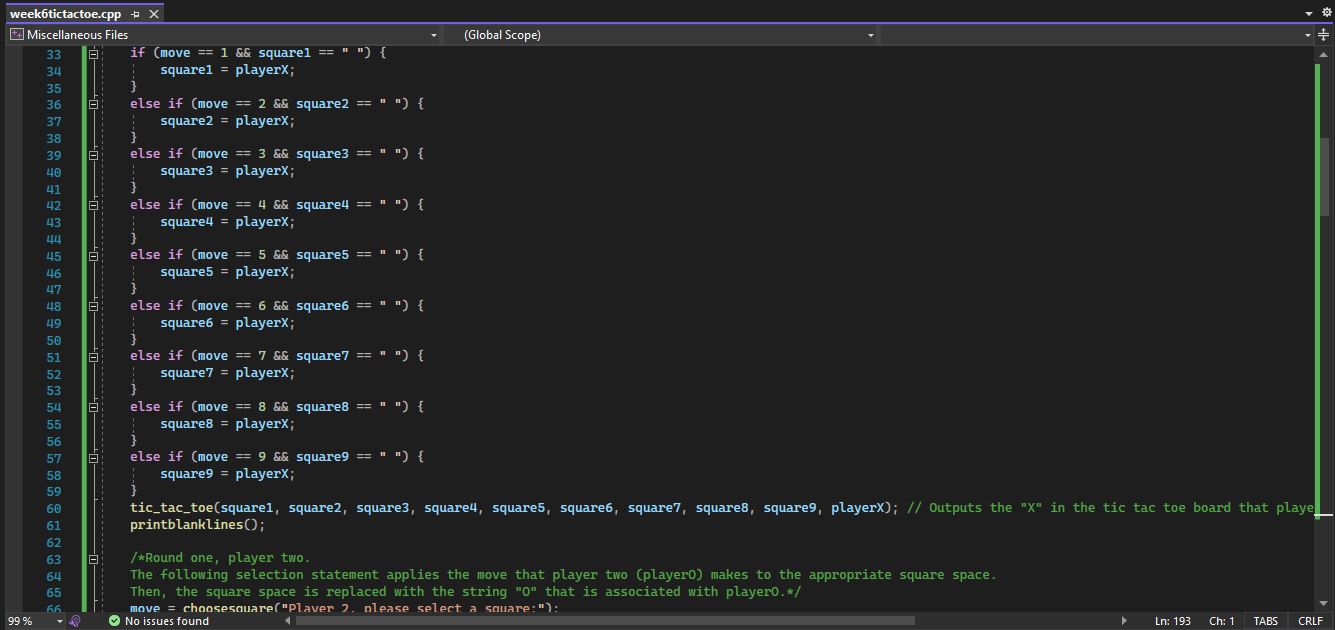 week6tictactoe.cpp
Miscellaneous Files (Global Scope)
33 if (move == 1 && square1 == " ") {
34 square1 = playerX;
35 }
36 else if (move == 2 && square2 == " ") {
37 square2 = playerX;
38 }
39 else if (move == 3 && square3 == " ") {
40 square3 = playerX;
41 }
42 else if (move == 4 && square4 == " ") {
43 square4 = playerX;
44 }
45 else if (move == 5 && square5 == " ") {
46 square5 = playerX;
47 }
48 else if (move == 6 && square6 == " ") {
49 square6 = playerX;
50 }
51 else if (move == 7 && square7 == " ") {
52 square7 = playerX;
53 }
54 else if (move == 8 && square8 == " ") {
55 square8 = playerX;
56 }
57 else if (move == 9 && square9 == " ") {
58 square9 = playerX;
59 }
60 tic_tac_toe(square1, square2, square3, square4, square5, square6, square7, square8, square9, playerX); // Outputs the "X" in the tic tac toe board that playe
61 printblanklines();
62
63 /*Round one, player two.
64 The following selection statement applies the move that player two (playerO) makes to the appropriate square space.
65 Then, the square space is replaced with the string "O" that is associated with playerO.*/
66 move = choosesquare("Player 2, please select a square:");
99 % No issues found Ln: 193 Ch: 1 TABS CRLF